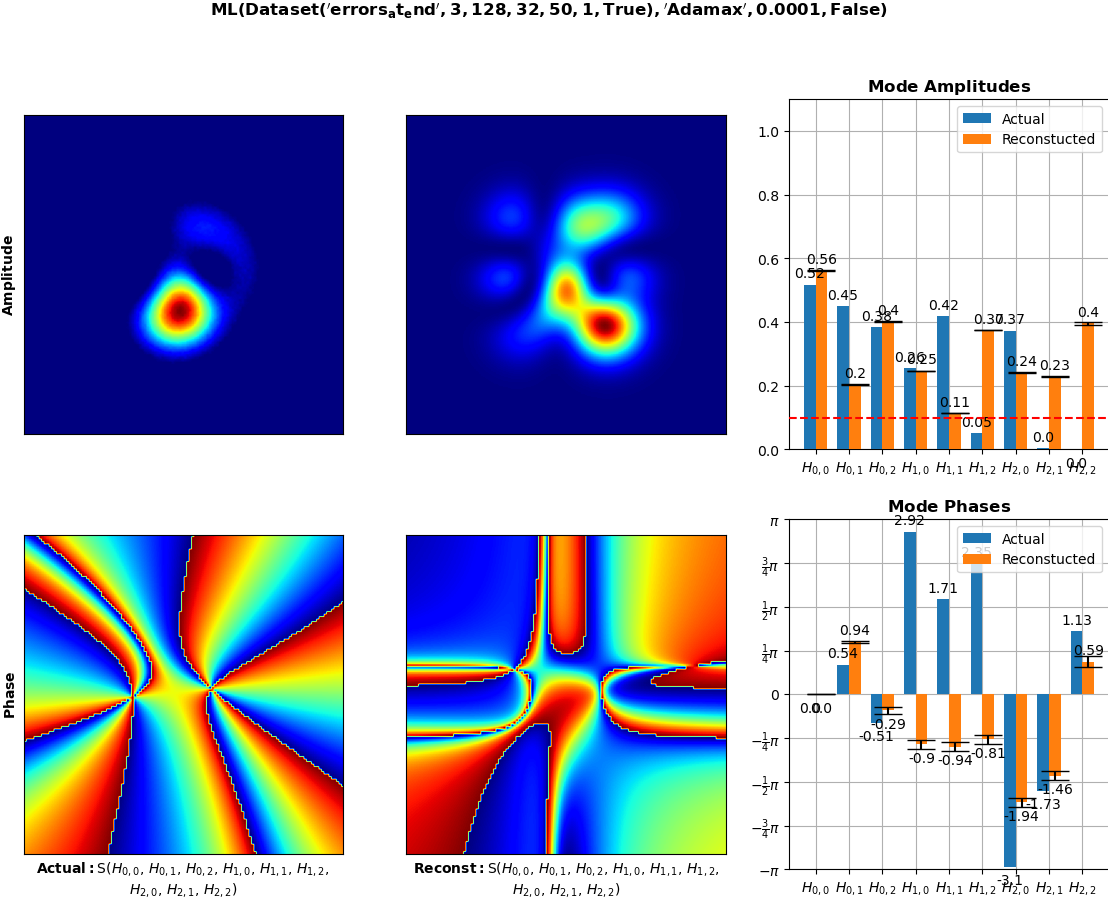 ML(Dataset('errors_at_end', 3, 128, 32, 50, 1, True), 'Adamax', 0.0001, False)
Amplitude
Mode Amplitudes
Actual
Reconstucted
1.0
0.8
0.6
0.4
0.2
0.0
0.52
0.56
0.45
0.2
0.38
0.4
0.26
0.25
0.42
0.11
0.05
0.37
0.37
0.24
0.0
0.23
0.0
0.4
H0,0 H0,1 H0,2 H1,0 H1,1 H1,2 H2,0 H2,1 H2,2
Phase
Actual: S(H0,0, H0,1, H0,2, H1,0, H1,1, H1,2,
H2,0, H2,1, H2,2)
Reconst: S(H0,0, H0,1, H0,2, H1,0, H1,1, H1,2,
H2,0, H2,1, H2,2)
Mode Phases
Actual
Reconstucted
π
3/4π
1/2π
1/4π
0
−1/4π
−1/2π
−3/4π
−π
0.0
0.0
0.54
0.94
-0.51
-0.29
2.92
-0.9
1.71
-0.94
2.35
-0.81
-3.1
-1.94
-1.73
-1.46
1.13
0.59
H0,0 H0,1 H0,2 H1,0 H1,1 H1,2 H2,0 H2,1 H2,2